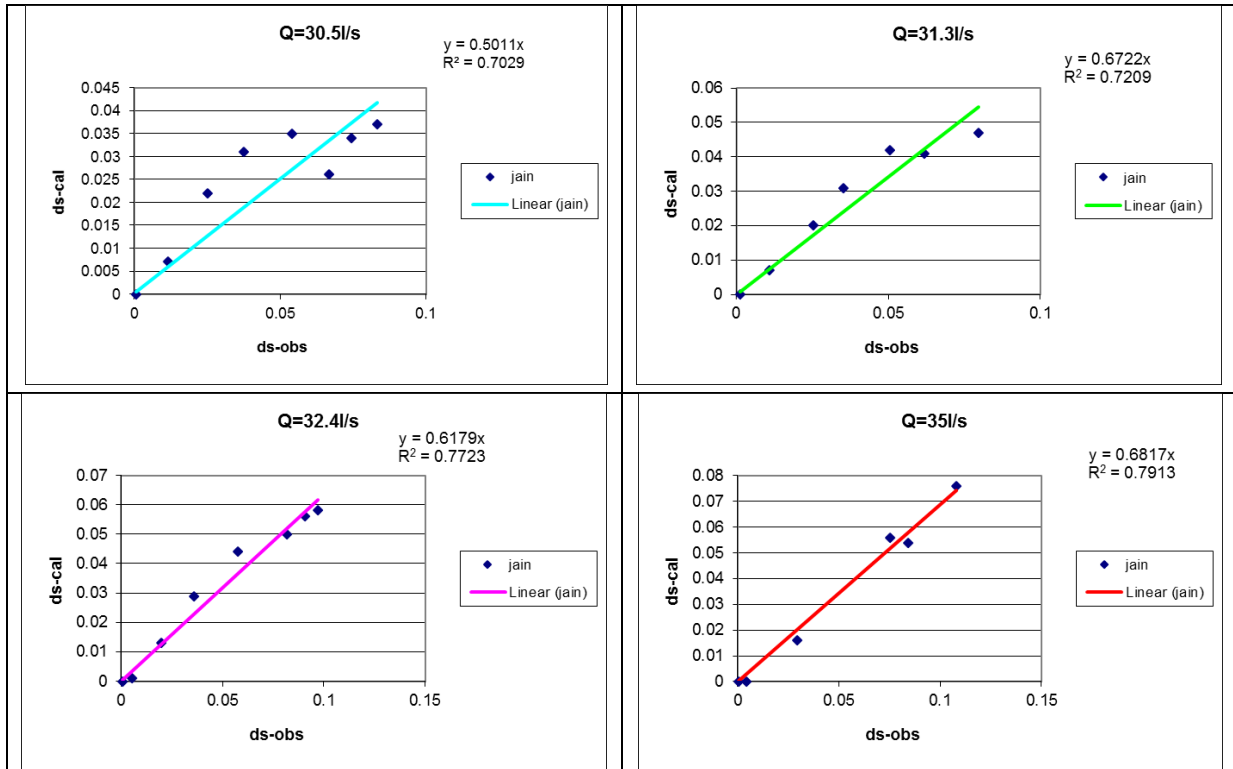 Q=30.5l/s
y = 0.5011x
R² = 0.7029
0.045
0.04
0.035
0.03
0.025
0.02
0.015
0.01
0.005
0
ds-cal
0 0.05 0.1
ds-obs
jain
Linear (jain)
Q=31.3l/s
y = 0.6722x
R² = 0.7209
0.06
0.05
0.04
0.03
0.02
0.01
0
ds-cal
0 0.05 0.1
ds-obs
jain
Linear (jain)
Q=32.4l/s
y = 0.6179x
R² = 0.7723
0.07
0.06
0.05
0.04
0.03
0.02
0.01
0
ds-cal
0 0.05 0.1 0.15
ds-obs
jain
Linear (jain)
Q=35l/s
y = 0.6817x
R² = 0.7913
0.08
0.07
0.06
0.05
0.04
0.03
0.02
0.01
0
ds-cal
0 0.05 0.1 0.15
ds-obs
jain
Linear (jain)